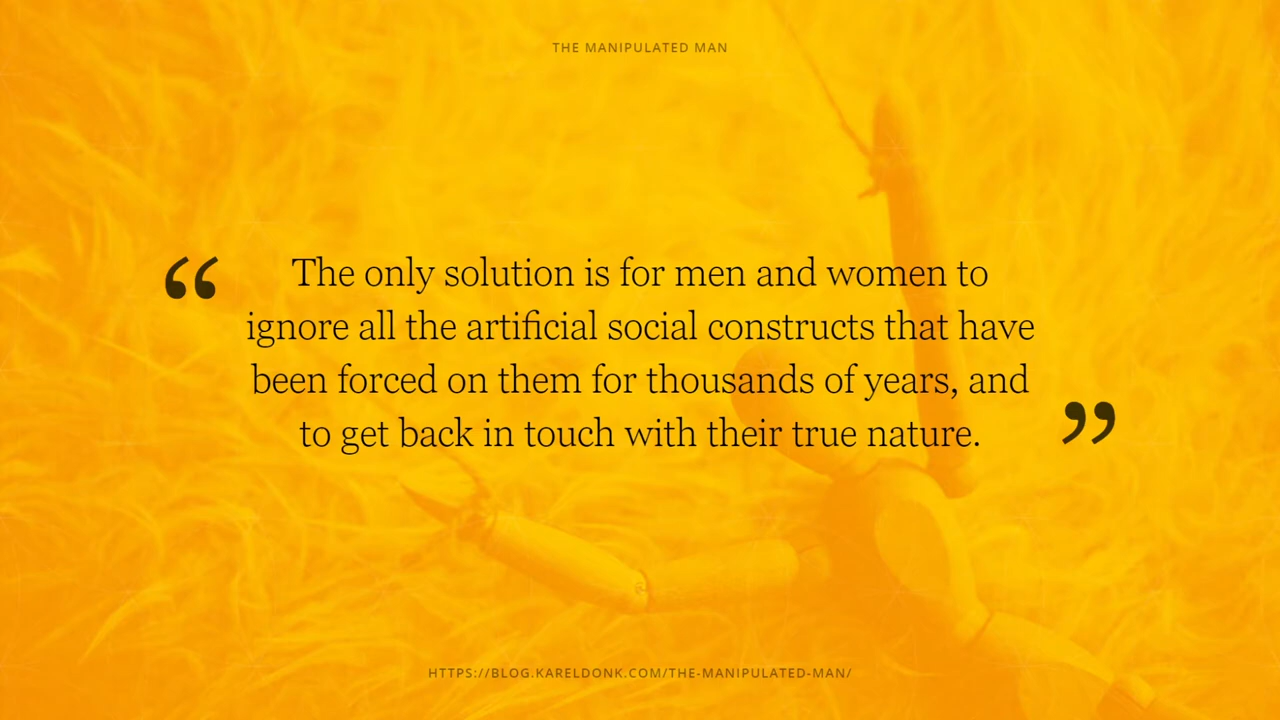 THE MANIPULATED MAN
“ The only solution is for men and women to
ignore all the artificial social constructs that have
been forced on them for thousands of years, and
to get back in touch with their true nature. ”
HTTPS://BLOG.KARELDONK.COM/THE-MANIPULATED-MAN/